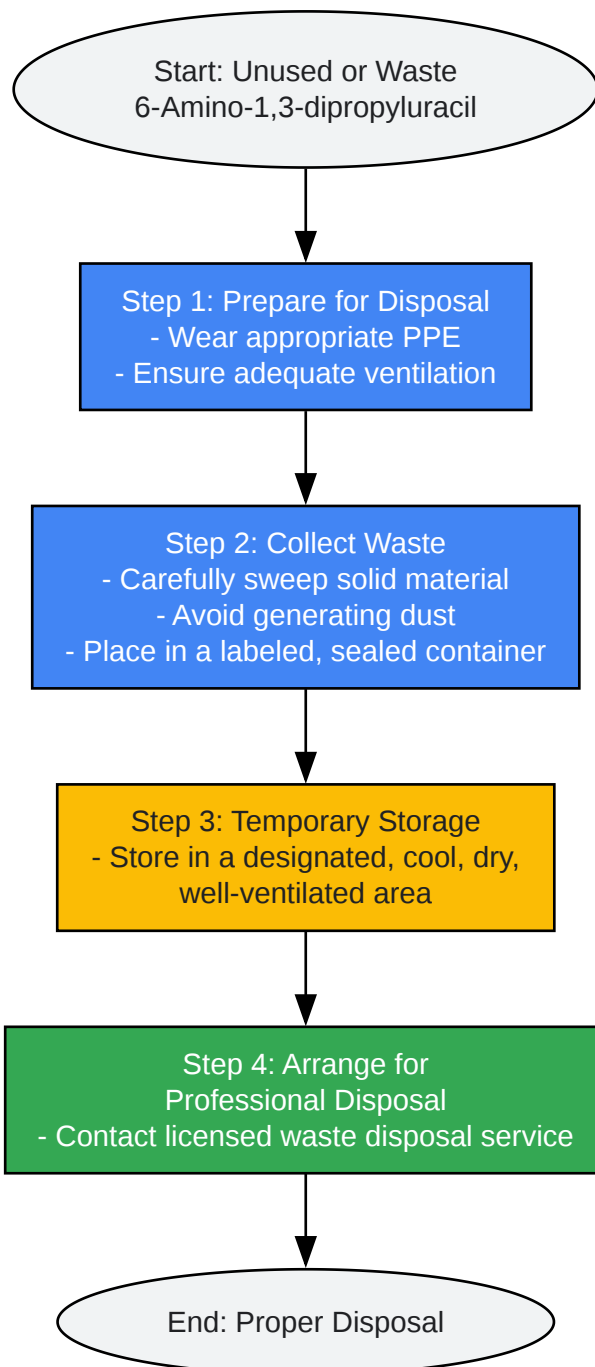 Start: Unused or Waste
6-Amino-1,3-dipropyluracil
Step 1: Prepare for Disposal
- Wear appropriate PPE
- Ensure adequate ventilation
Step 2: Collect Waste
- Carefully sweep solid material
- Avoid generating dust
- Place in a labeled, sealed container
Step 3: Temporary Storage
- Store in a designated, cool, dry,
well-ventilated area
Step 4: Arrange for
Professional Disposal
- Contact licensed waste disposal service
End: Proper Disposal